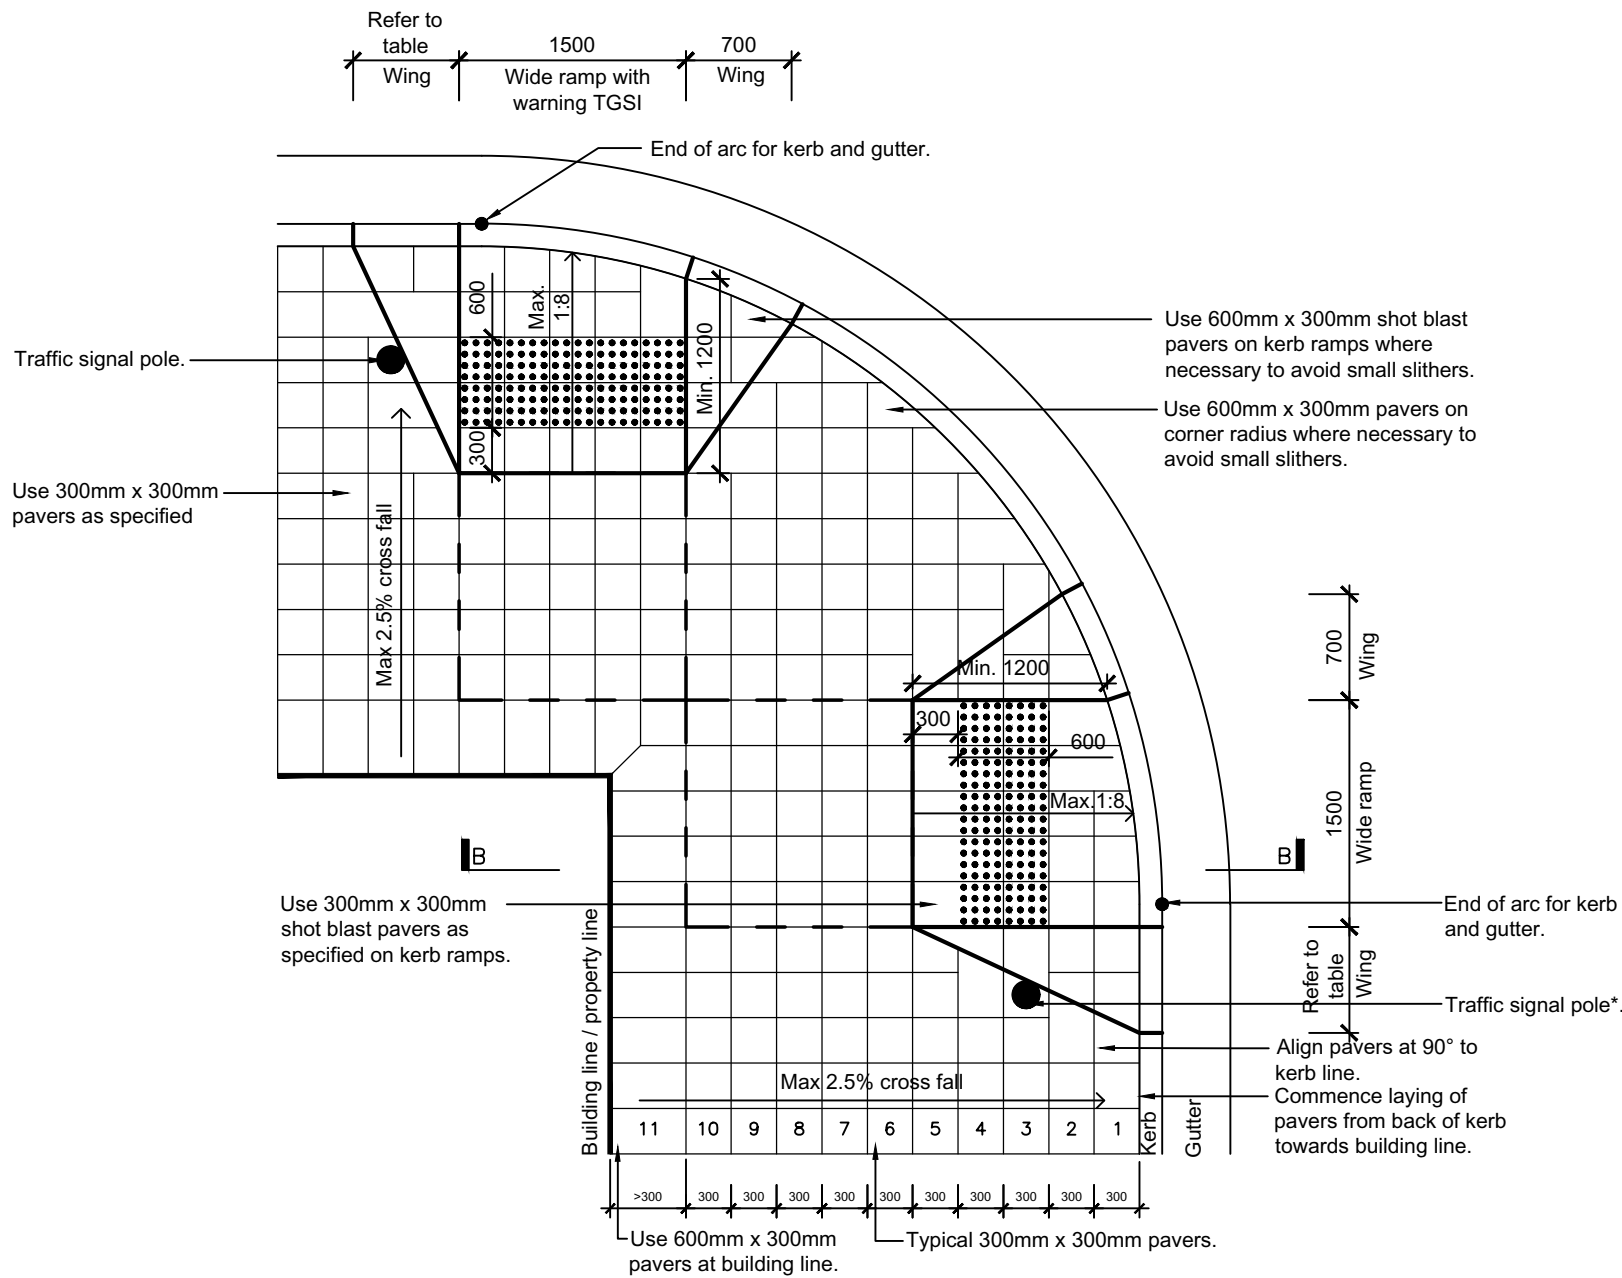 Refer to
table
Wing
1500
Wide ramp with
warning TGSI
700
Wing
End of arc for kerb and gutter.
600
Max.
1:8
Min. 1200
300
Traffic signal pole.
Use 600mm x 300mm shot blast
pavers on kerb ramps where
necessary to avoid small slithers.
Use 600mm x 300mm pavers on
corner radius where necessary to
avoid small slithers.
Use 300mm x 300mm
pavers as specified
Max 2.5% cross fall
Min. 1200
300
600
Max.1:8
700
Wing
1500
Wide ramp
Refer to
table
Wing
B
B
Use 300mm x 300mm
shot blast pavers as
specified on kerb ramps.
End of arc for kerb
and gutter.
Traffic signal pole*.
Building line / property line
Align pavers at 90° to
kerb line.
Commence laying of
pavers from back of kerb
towards building line.
Max 2.5% cross fall
11 10 9 8 7 6 5 4 3 2 1
Kerb
Gutter
>300 300 300 300 300 300 300 300 300 300 300
Use 600mm x 300mm
pavers at building line.
Typical 300mm x 300mm pavers.